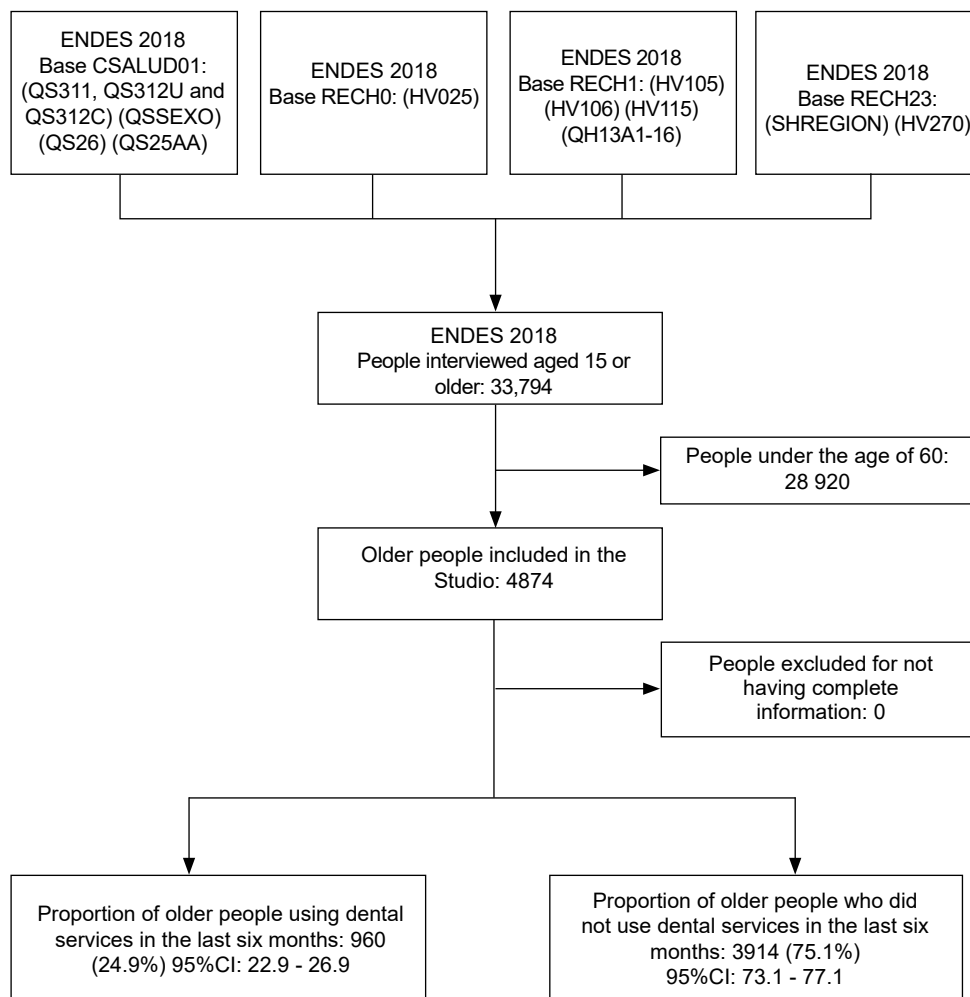 ENDES 2018
Base CSALUD01:
(QS311, QS312U and
QS312C) (QSSEXO)
(QS26) (QS25AA)
ENDES 2018
Base RECH0: (HV025)
ENDES 2018
Base RECH1: (HV105)
(HV106) (HV115)
(QH13A1-16)
ENDES 2018
Base RECH23:
(SHREGION) (HV270)
ENDES 2018
People interviewed aged 15 or
older: 33,794
People under the age of 60:
28 920
Older people included in the
Studio: 4874
People excluded for not
having complete
information: 0
Proportion of older people using dental
services in the last six months: 960
(24.9%) 95%CI: 22.9 - 26.9
Proportion of older people who did
not use dental services in the last six
months: 3914 (75.1%)
95%CI: 73.1 - 77.1